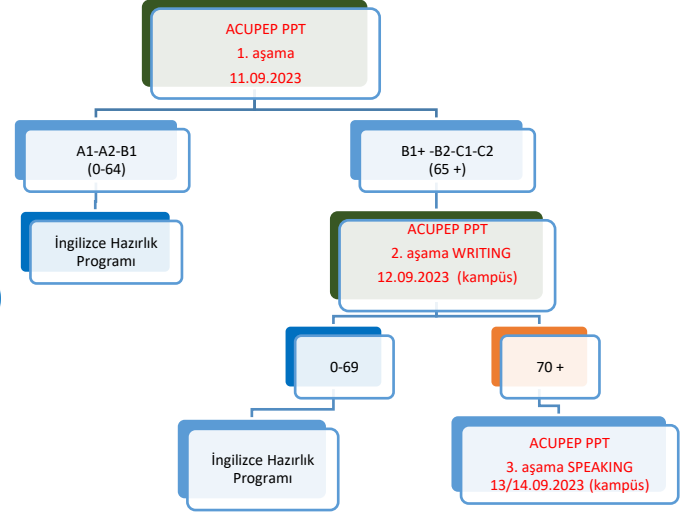 ACUPEP PPT
1. aşama
11.09.2023
A1-A2-B1
(0-64)
B1+ -B2-C1-C2
(65 +)
İngilizce Hazırlık
Programı
ACUPEP PPT
2. aşama WRITING
12.09.2023 (kampüs)
0-69
70 +
İngilizce Hazırlık
Programı
ACUPEP PPT
3. aşama SPEAKING
13/14.09.2023 (kampüs)